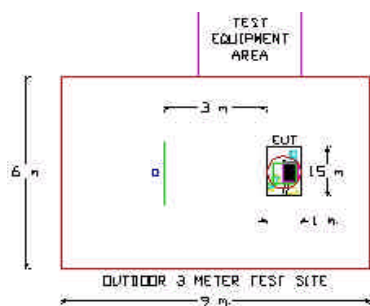 TEST
EQUIPMENT
AREA
3 m
EUT
6 m
1.5 m
1 m
OUTDOOR 3 METER TEST SITE
9 m